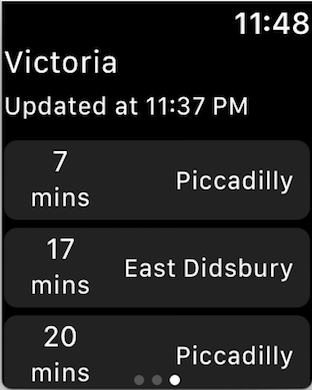 11:48
Victoria
Updated at 11:37 PM
7
mins
Piccadilly
17
mins
East Didsbury
20
mins
Piccadilly